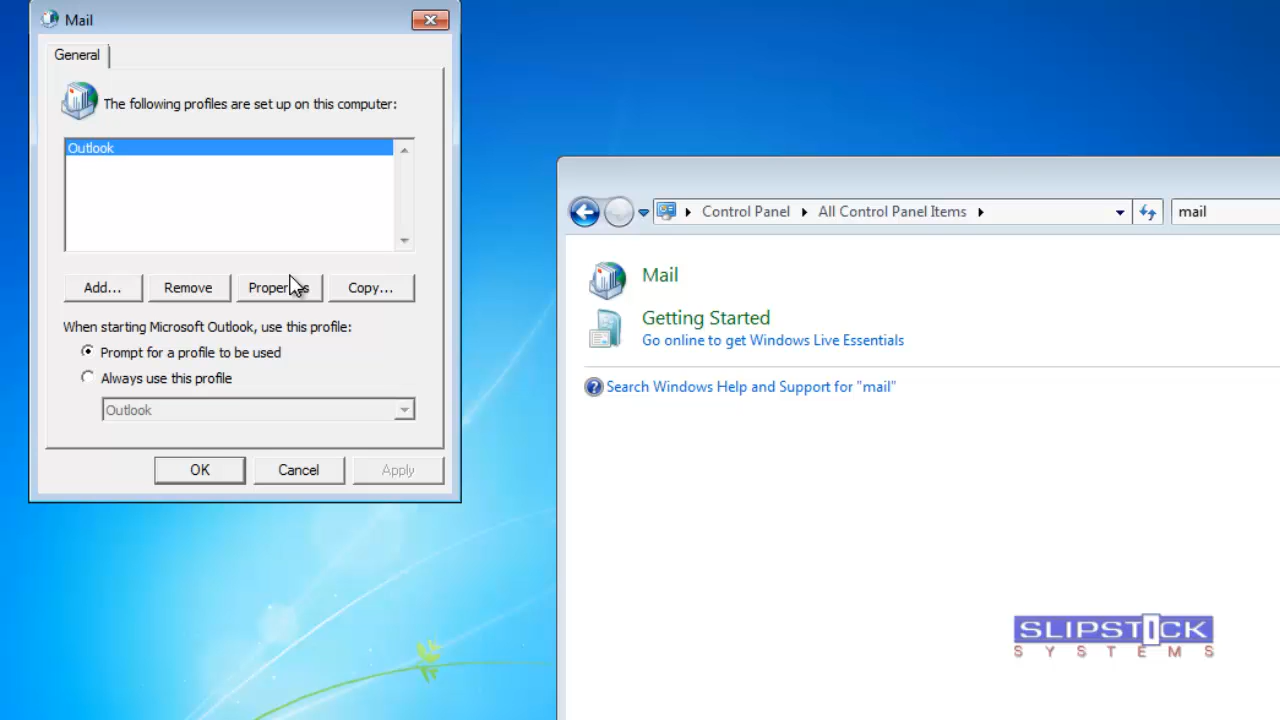 Mail
General
The following profiles are set up on this computer:
Outlook
Add...
Remove
Properties
Copy...
When starting Microsoft Outlook, use this profile:
Prompt for a profile to be used
Always use this profile
Outlook
OK
Cancel
Apply
Control Panel
All Control Panel Items
mail
Mail
Getting Started
Go online to get Windows Live Essentials
Search Windows Help and Support for "mail"
SLIPSTICK
SYSTEMS